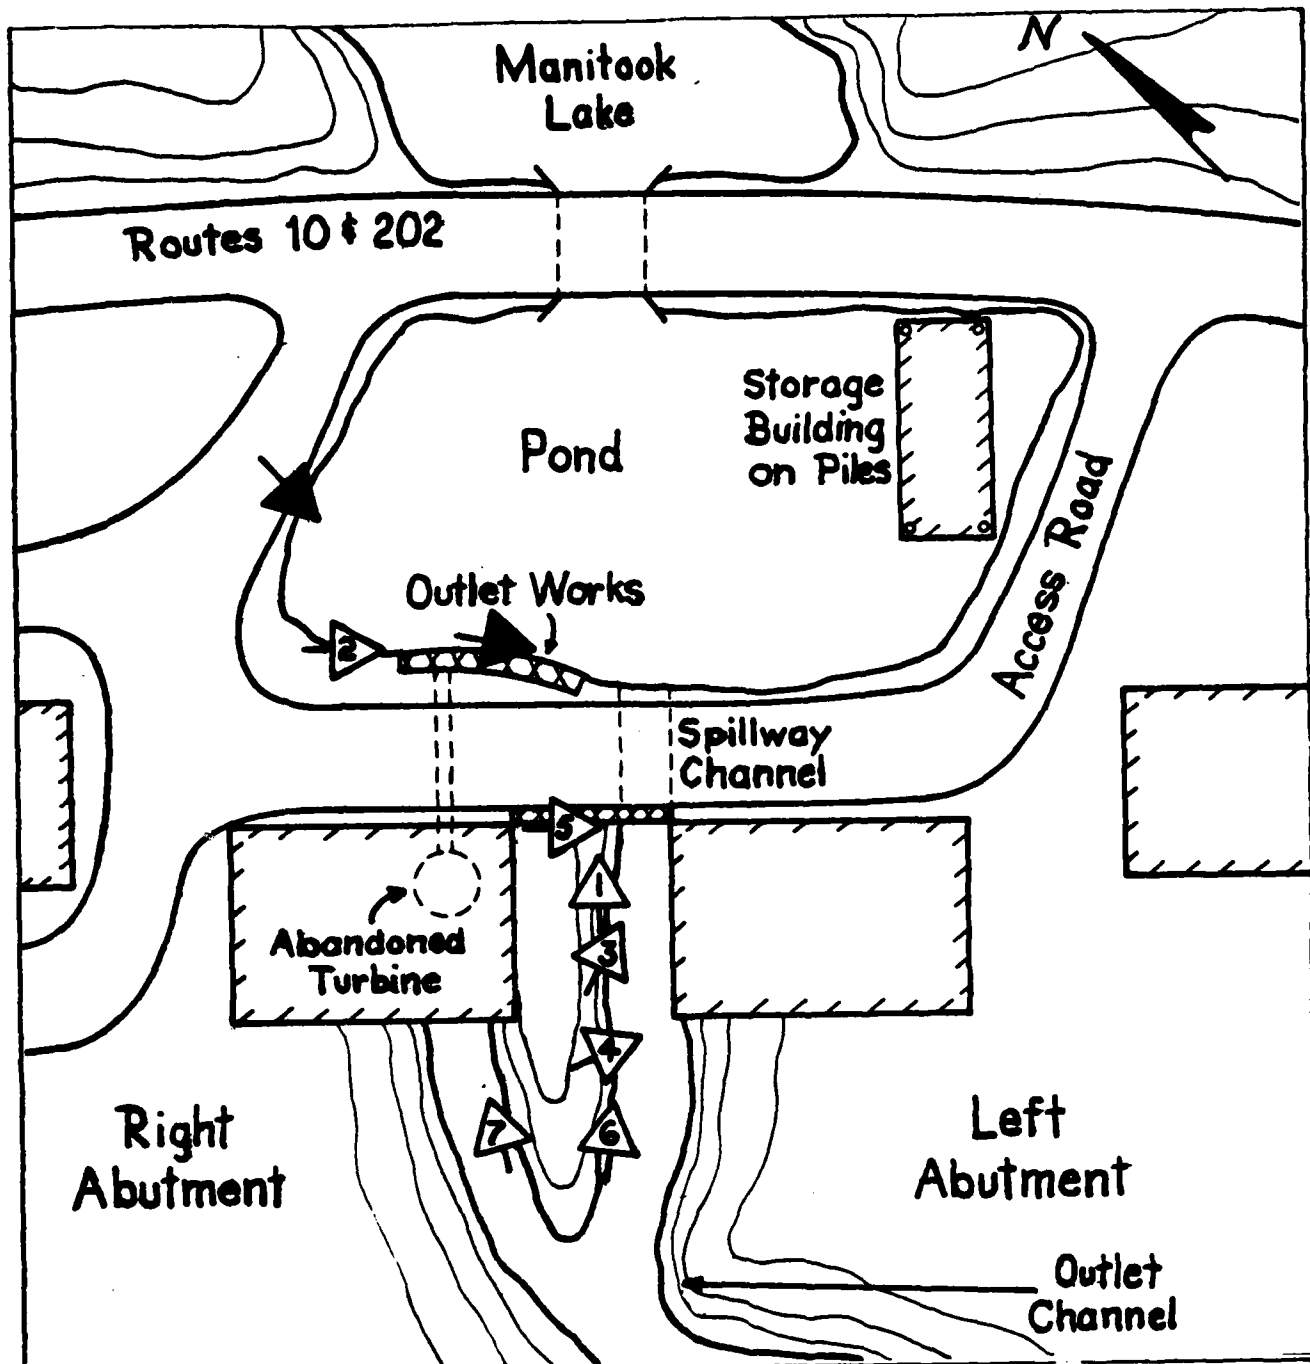 N
Manitook
Lake
Routes 10 & 202
Storage
Building
on Piles
Pond
Access Road
Outlet Works
2
Spillway
Channel
5
1
3
Abandoned
Turbine
4
7
6
Right
Abutment
Left
Abutment
Outlet
Channel